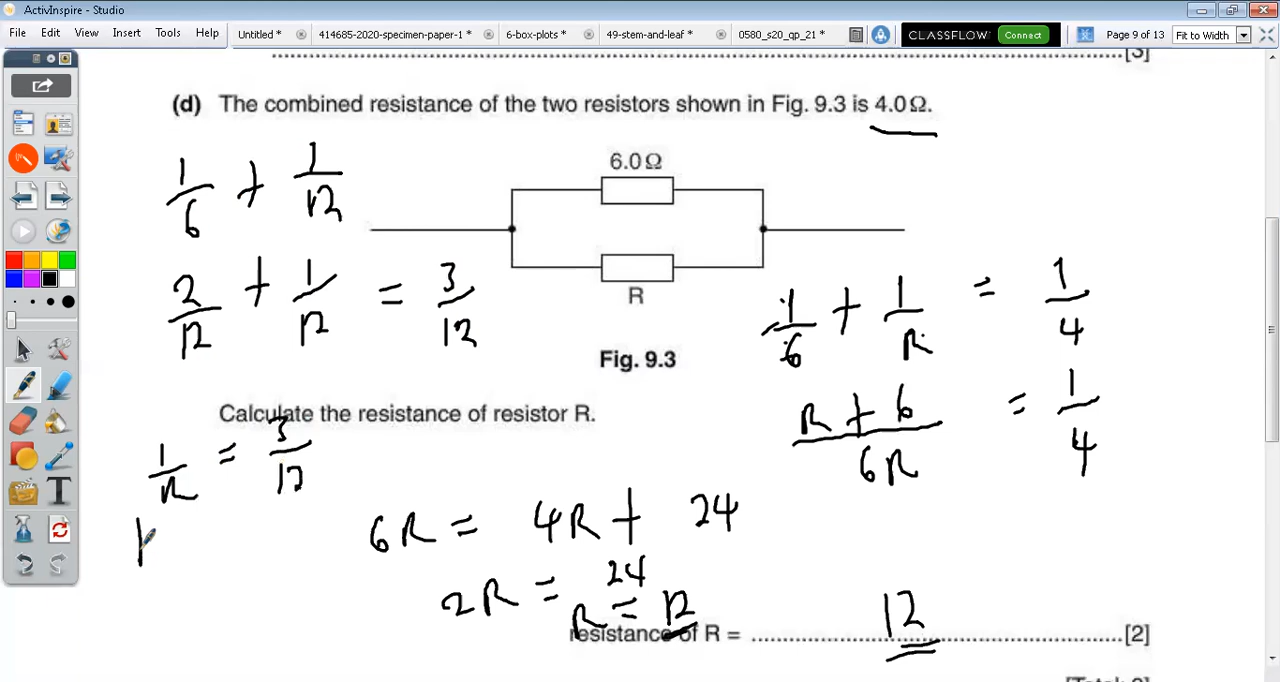 ActivInspire - Studio
File Edit View Insert Tools Help Untitled * 414685-2020-specimen-paper-1 * 6-box-plots * 49-stem-and-leaf * 0580_s20_qp_21 * CLASSFLOW Connect Page 9 of 13 Fit to Width
[3]
(d) The combined resistance of the two resistors shown in Fig. 9.3 is 4.0 Ω.
1/6 + 1/12
6.0 Ω
2/12 + 1/12 = 3/12
R
1/6 + 1/R = 1/4
Fig. 9.3
Calculate the resistance of resistor R.
R + 6 / 6R = 1/4
1/R = 3/12
6R = 4R + 24
2R = 24
R = 12
12
resistance of R = ............ [2]